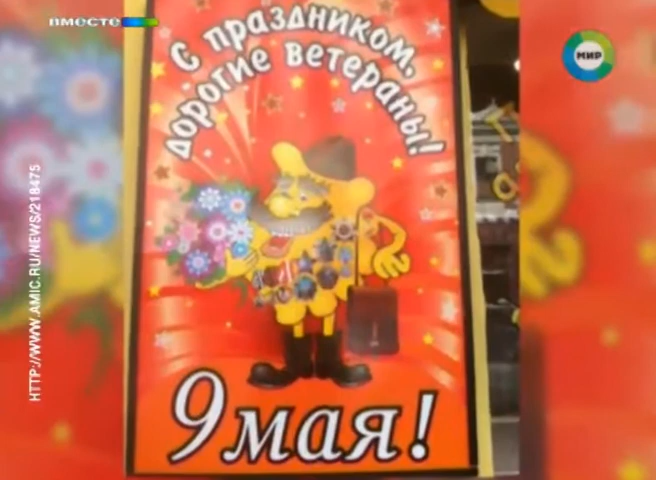 вместе
МИР
С праздником,
дорогие ветераны!
9 мая!
HTTP://WWW.AMIC.RU/NEWS/218475